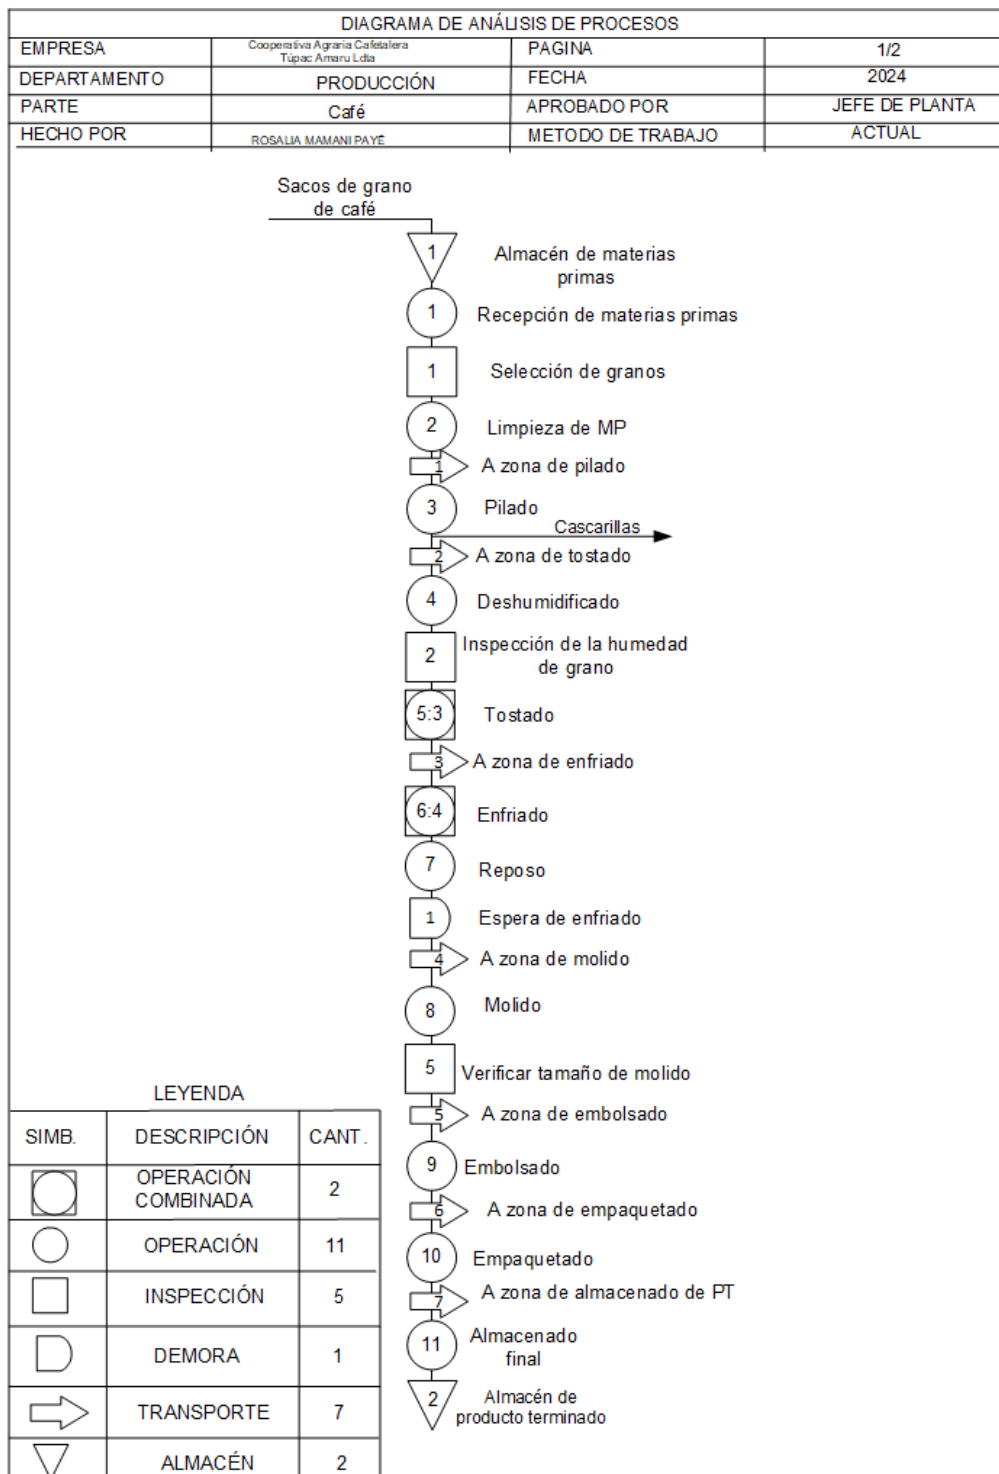 DIAGRAMA DE ANÁLISIS DE PROCESOS
EMPRESA
Cooperativa Agraria Cafetalera
Túpac Amaru Ldta
PAGINA
1/2
DEPARTAMENTO
PRODUCCIÓN
FECHA
2024
PARTE
Café
APROBADO POR
JEFE DE PLANTA
HECHO POR
ROSALIA MAMANI PAYÉ
METODO DE TRABAJO
ACTUAL
Sacos de grano
de café
1
Almacén de materias
primas
1
Recepción de materias primas
1
Selección de granos
2
Limpieza de MP
1
A zona de pilado
3
Pilado
Cascarillas
2
A zona de tostado
4
Deshumidificado
2
Inspección de la humedad
de grano
5:3
Tostado
3
A zona de enfriado
6:4
Enfriado
7
Reposo
1
Espera de enfriado
4
A zona de molido
8
Molido
5
Verificar tamaño de molido
5
A zona de embolsado
9
Embolsado
6
A zona de empaquetado
10
Empaquetado
7
A zona de almacenado de PT
11
Almacenado
final
2
Almacén de
producto terminado
LEYENDA
SIMB.
DESCRIPCIÓN
CANT.
OPERACIÓN
COMBINADA
2
OPERACIÓN
11
INSPECCIÓN
5
DEMORA
1
TRANSPORTE
7
ALMACÉN
2